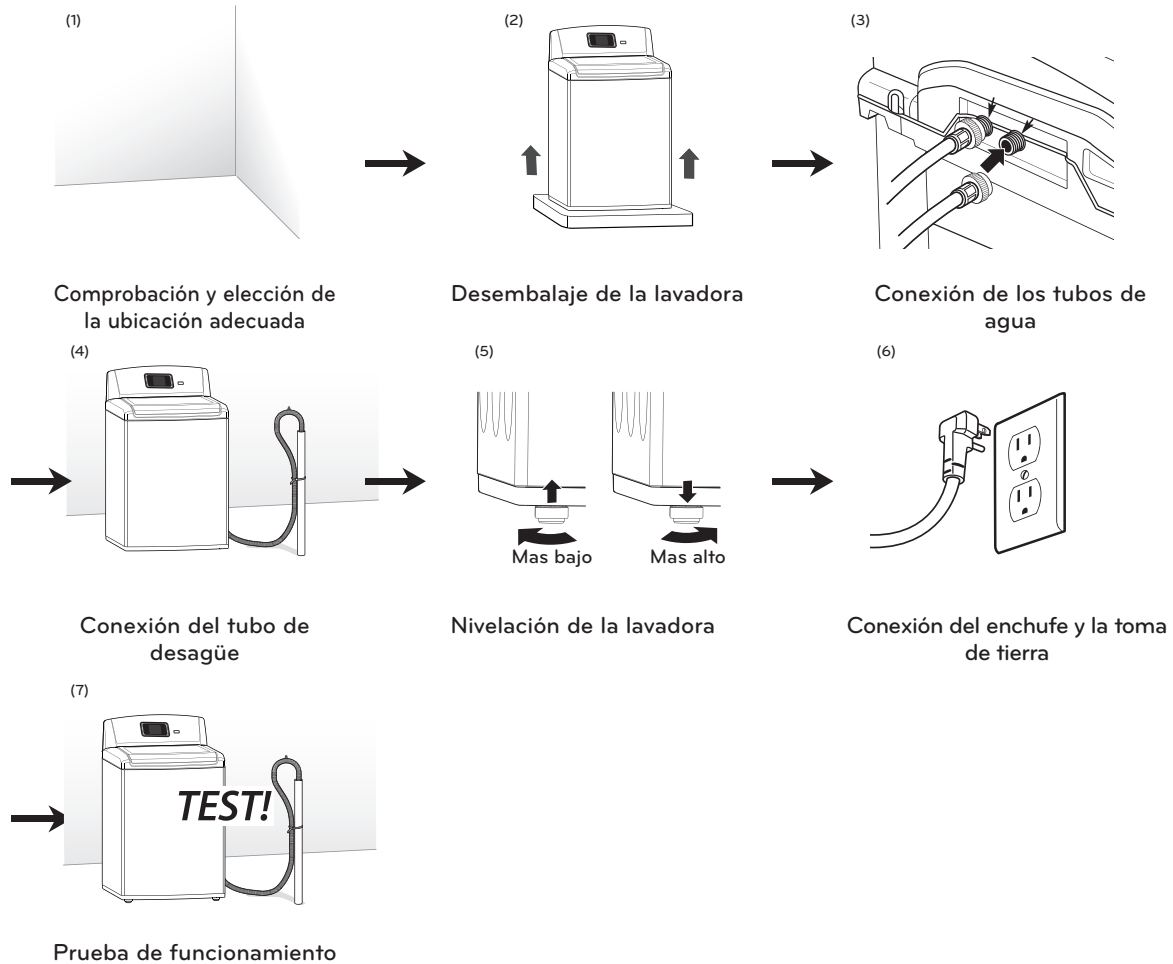 (1)
(2)
(3)
Comprobación y elección de
la ubicación adecuada
Desembalaje de la lavadora
Conexión de los tubos de
agua
(4)
(5)
(6)
Mas bajo
Mas alto
Conexión del tubo de
desagüe
Nivelación de la lavadora
Conexión del enchufe y la toma
de tierra
(7)
TEST!
Prueba de funcionamiento